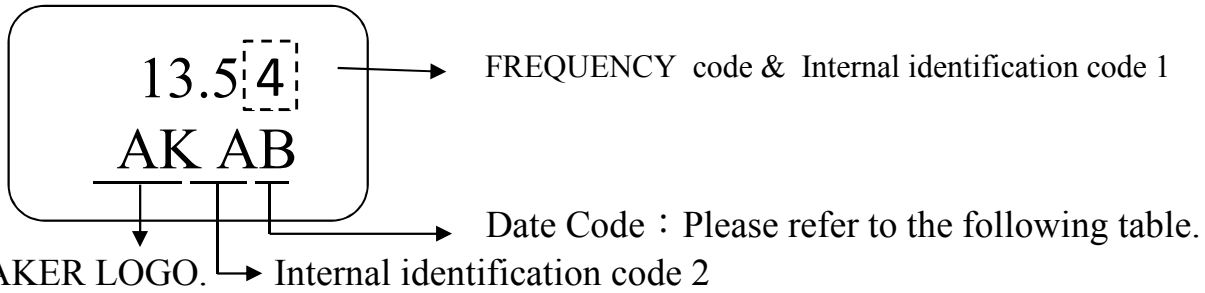 13.54
FREQUENCY code & Internal identification code 1
AK AB
Date Code：Please refer to the following table.
AKER LOGO.
Internal identification code 2